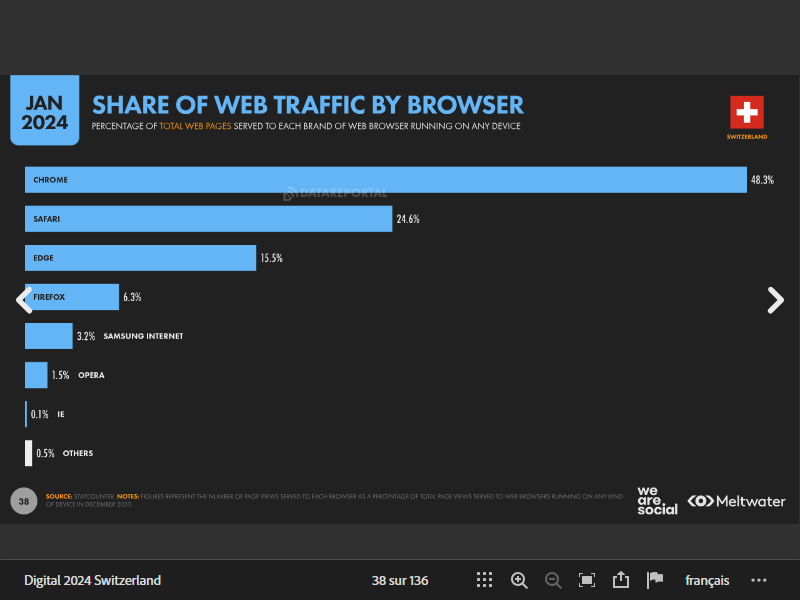 JAN
2024
SHARE OF WEB TRAFFIC BY BROWSER
PERCENTAGE OF TOTAL WEB PAGES SERVED TO EACH BRAND OF WEB BROWSER RUNNING ON ANY DEVICE
SWITZERLAND
CHROME
48.3%
DATAREPORTAL
SAFARI
24.6%
EDGE
15.5%
FIREFOX
6.3%
3.2% SAMSUNG INTERNET
1.5% OPERA
0.1% IE
0.5% OTHERS
38
SOURCE: STATCOUNTER. NOTES: FIGURES REPRESENT THE NUMBER OF PAGE VIEWS SERVED TO EACH BROWSER AS A PERCENTAGE OF TOTAL PAGE VIEWS SERVED TO WEB BROWSERS RUNNING ON ANY KIND
OF DEVICE IN DECEMBER 2023.
we
are
social
Meltwater
Digital 2024 Switzerland
38 sur 136
français